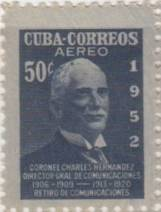 CUBA·CORREOS
AEREO
50¢
1952
CORONEL CHARLES HERNANDEZ
DIRECTOR GRAL DE COMUNICACIONES
1906 - 1909 — 1913 - 1920
RETIRO DE COMUNICACIONES